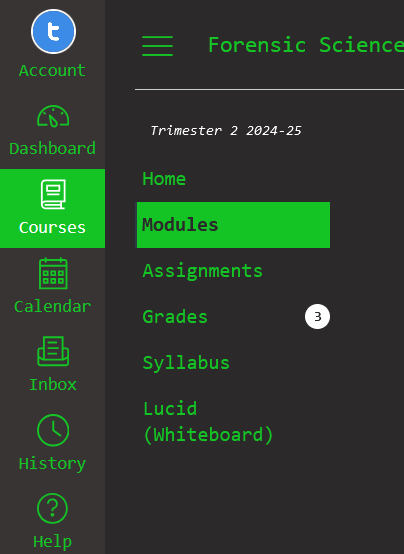 t
Account
Dashboard
Courses
Calendar
Inbox
History
Help
Forensic Science
Trimester 2 2024-25
Home
Modules
Assignments
Grades 3
Syllabus
Lucid
(Whiteboard)